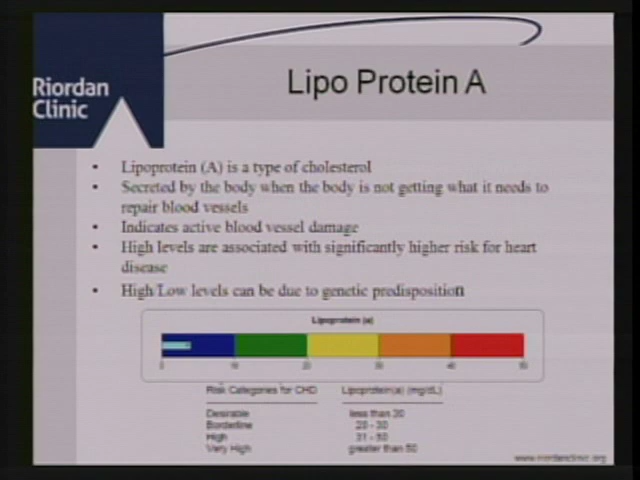 Riordan
Clinic
Lipo Protein A
• Lipoprotein (A) is a type of cholesterol
• Secreted by the body when the body is not getting what it needs to
repair blood vessels
• Indicates active blood vessel damage
• High levels are associated with significantly higher risk for heart
disease
• High/Low levels can be due to genetic predisposition
Lipoprotein (a)
0 10 20 30 40 50
Risk Categories for CHD Lipoprotein(a) (mg/dL)
Desirable less than 20
Borderline 20 - 30
High 31 - 50
Very High greater than 50
www.riordanclinic.org